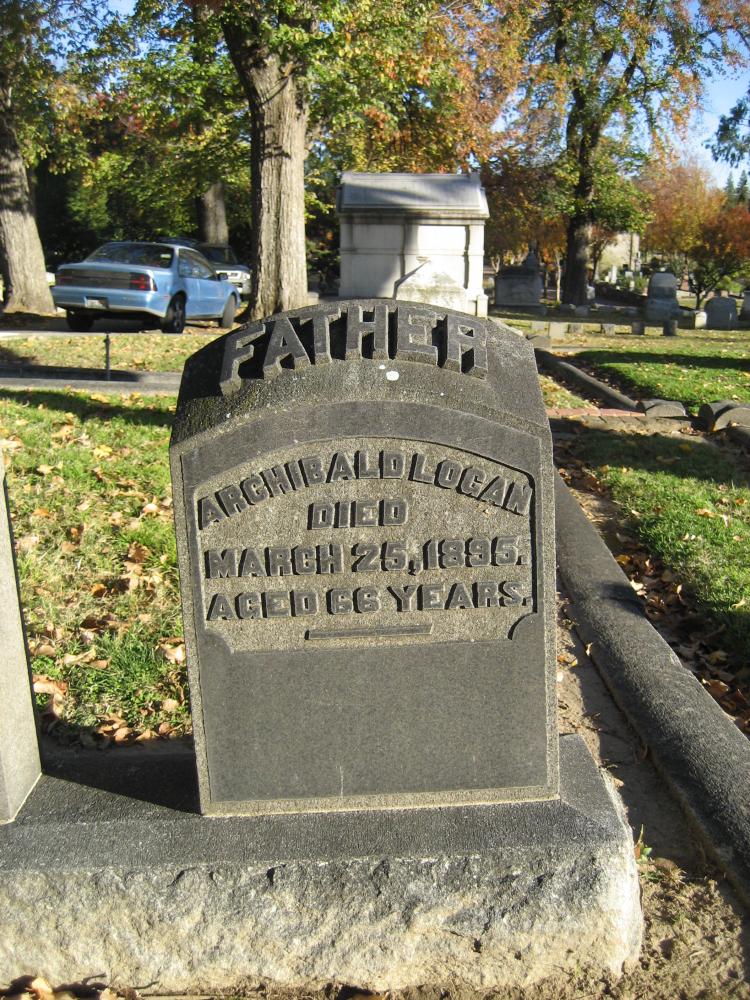 FATHER
ARCHIBALD LOGAN
DIED
MARCH 25, 1895.
AGED 66 YEARS.